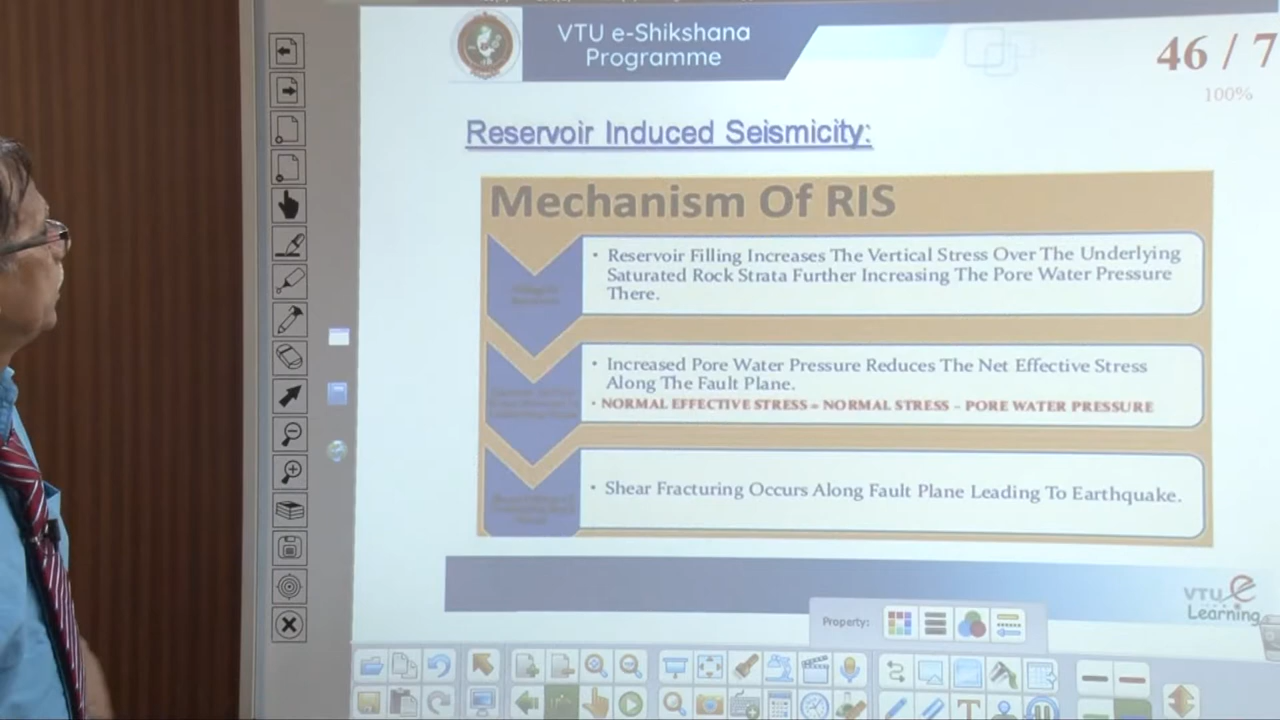 VTU e-Shikshana
Programme
46 / 7
100%
Reservoir Induced Seismicity:
Mechanism Of RIS
• Reservoir Filling Increases The Vertical Stress Over The Underlying
Saturated Rock Strata Further Increasing The Pore Water Pressure
There.
• Increased Pore Water Pressure Reduces The Net Effective Stress
Along The Fault Plane.
• NORMAL EFFECTIVE STRESS = NORMAL STRESS – PORE WATER PRESSURE
• Shear Fracturing Occurs Along Fault Plane Leading To Earthquake.
VTU e
Learning
Property: